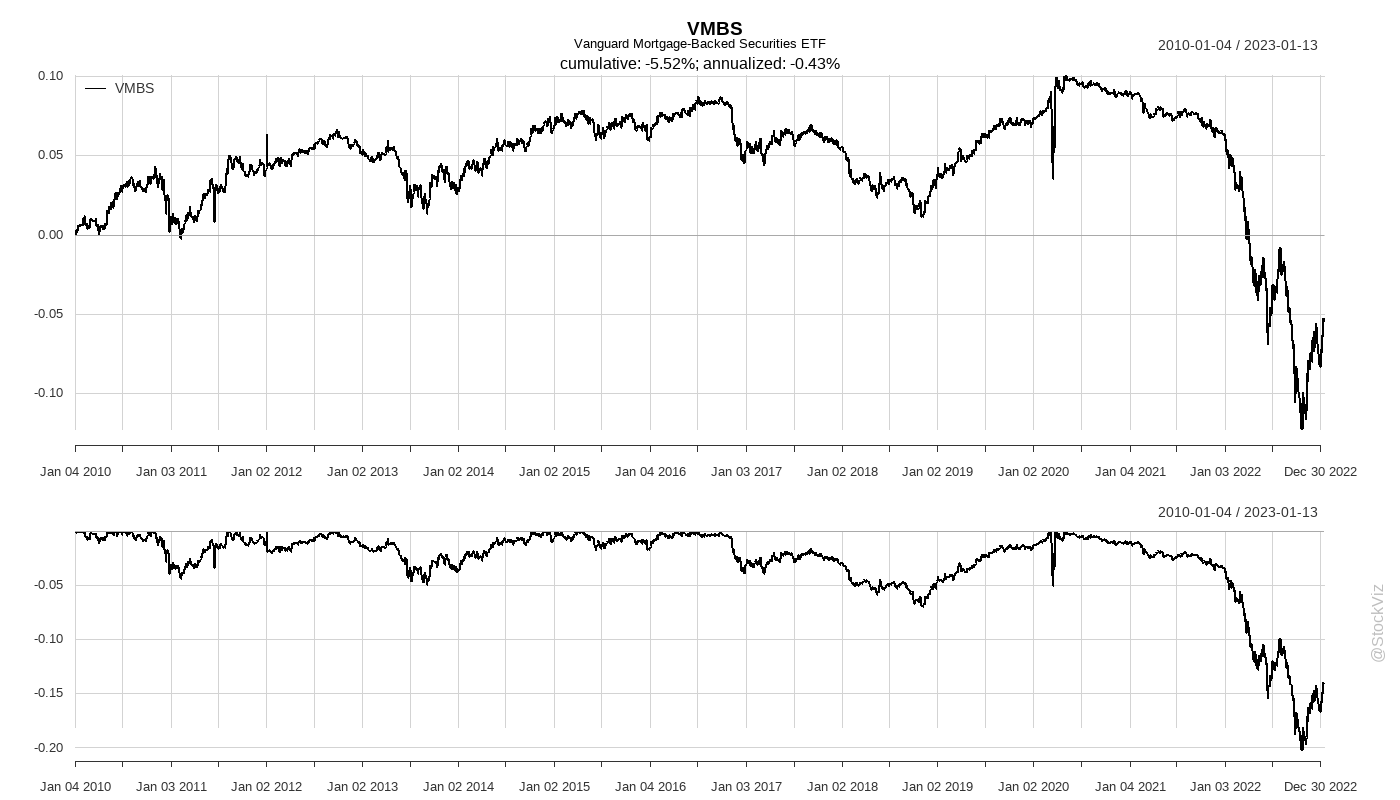 VMBS
Vanguard Mortgage-Backed Securities ETF
2010-01-04 / 2023-01-13
cumulative: -5.52%; annualized: -0.43%
VMBS
0.10
0.05
0.00
-0.05
-0.10
Jan 04 2010 Jan 03 2011 Jan 02 2012 Jan 02 2013 Jan 02 2014 Jan 02 2015 Jan 04 2016 Jan 03 2017 Jan 02 2018 Jan 02 2019 Jan 02 2020 Jan 04 2021 Jan 03 2022 Dec 30 2022
2010-01-04 / 2023-01-13
-0.05
-0.10
-0.15
-0.20
Jan 04 2010 Jan 03 2011 Jan 02 2012 Jan 02 2013 Jan 02 2014 Jan 02 2015 Jan 04 2016 Jan 03 2017 Jan 02 2018 Jan 02 2019 Jan 02 2020 Jan 04 2021 Jan 03 2022 Dec 30 2022
@StockViz